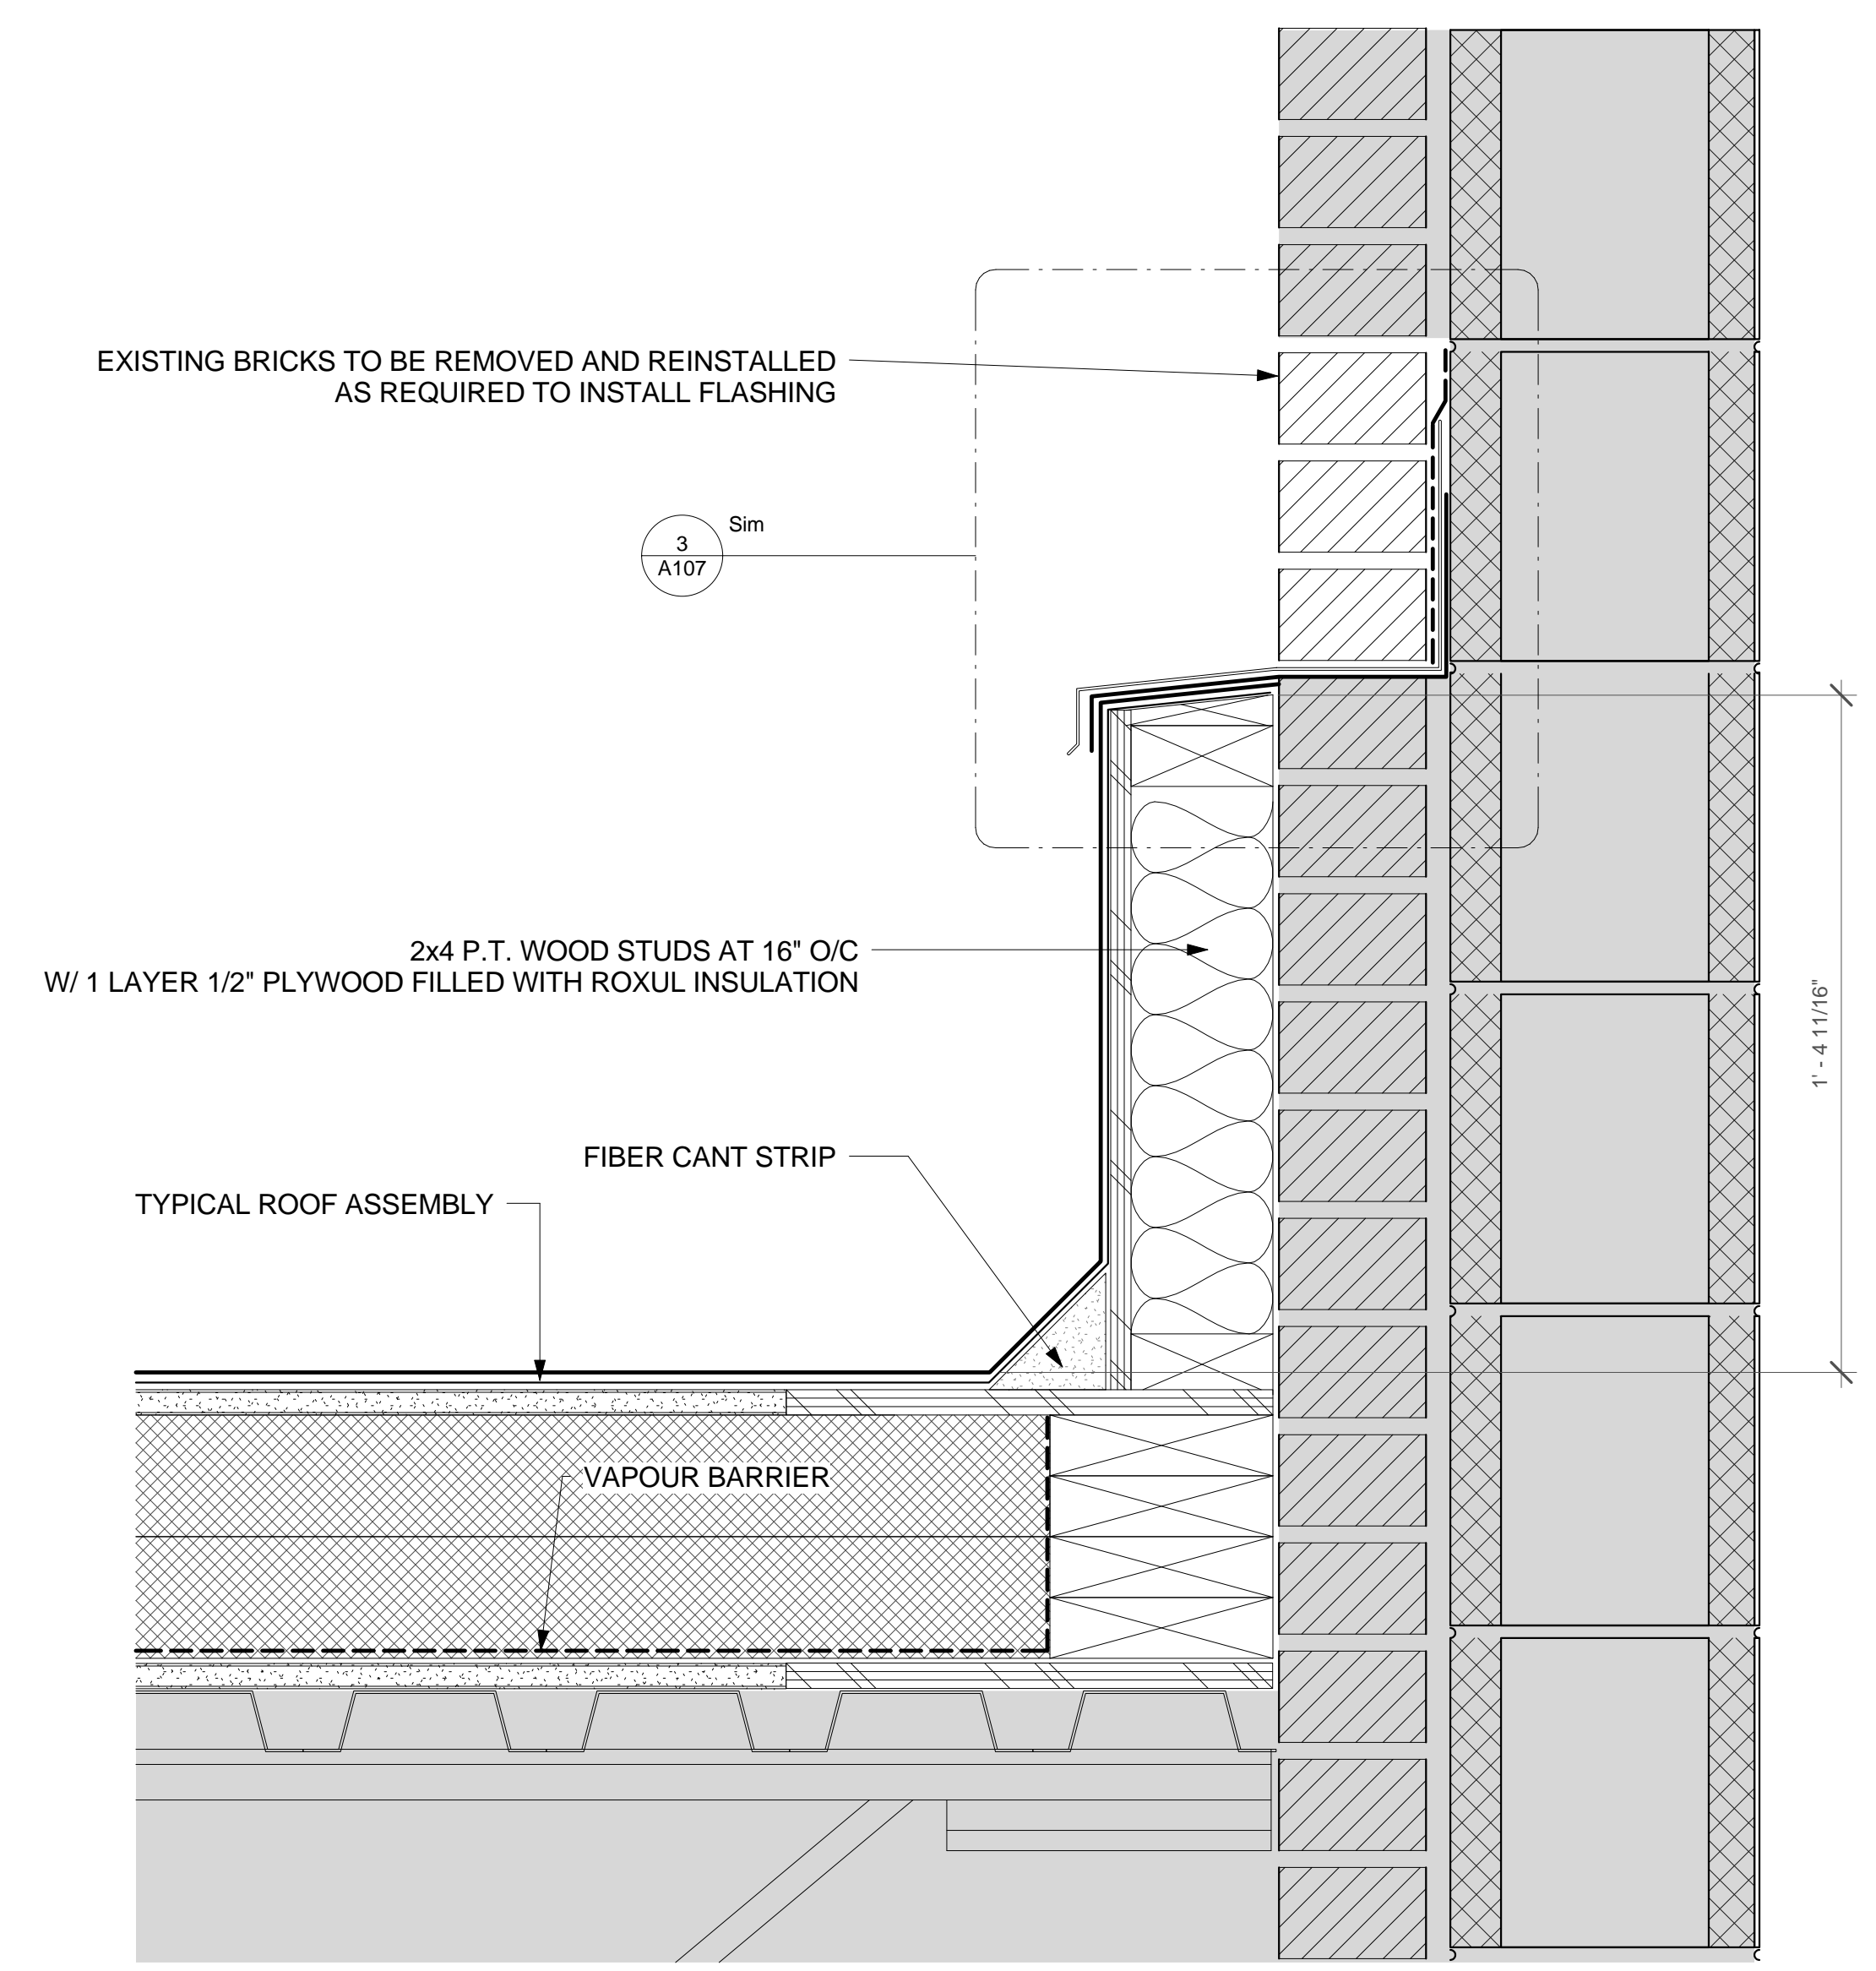 EXISTING BRICKS TO BE REMOVED AND REINSTALLED
AS REQUIRED TO INSTALL FLASHING
Sim
3
A107
2x4 P.T. WOOD STUDS AT 16" O/C
W/ 1 LAYER 1/2" PLYWOOD FILLED WITH ROXUL INSULATION
1' - 4 11/16"
FIBER CANT STRIP
TYPICAL ROOF ASSEMBLY
VAPOUR BARRIER